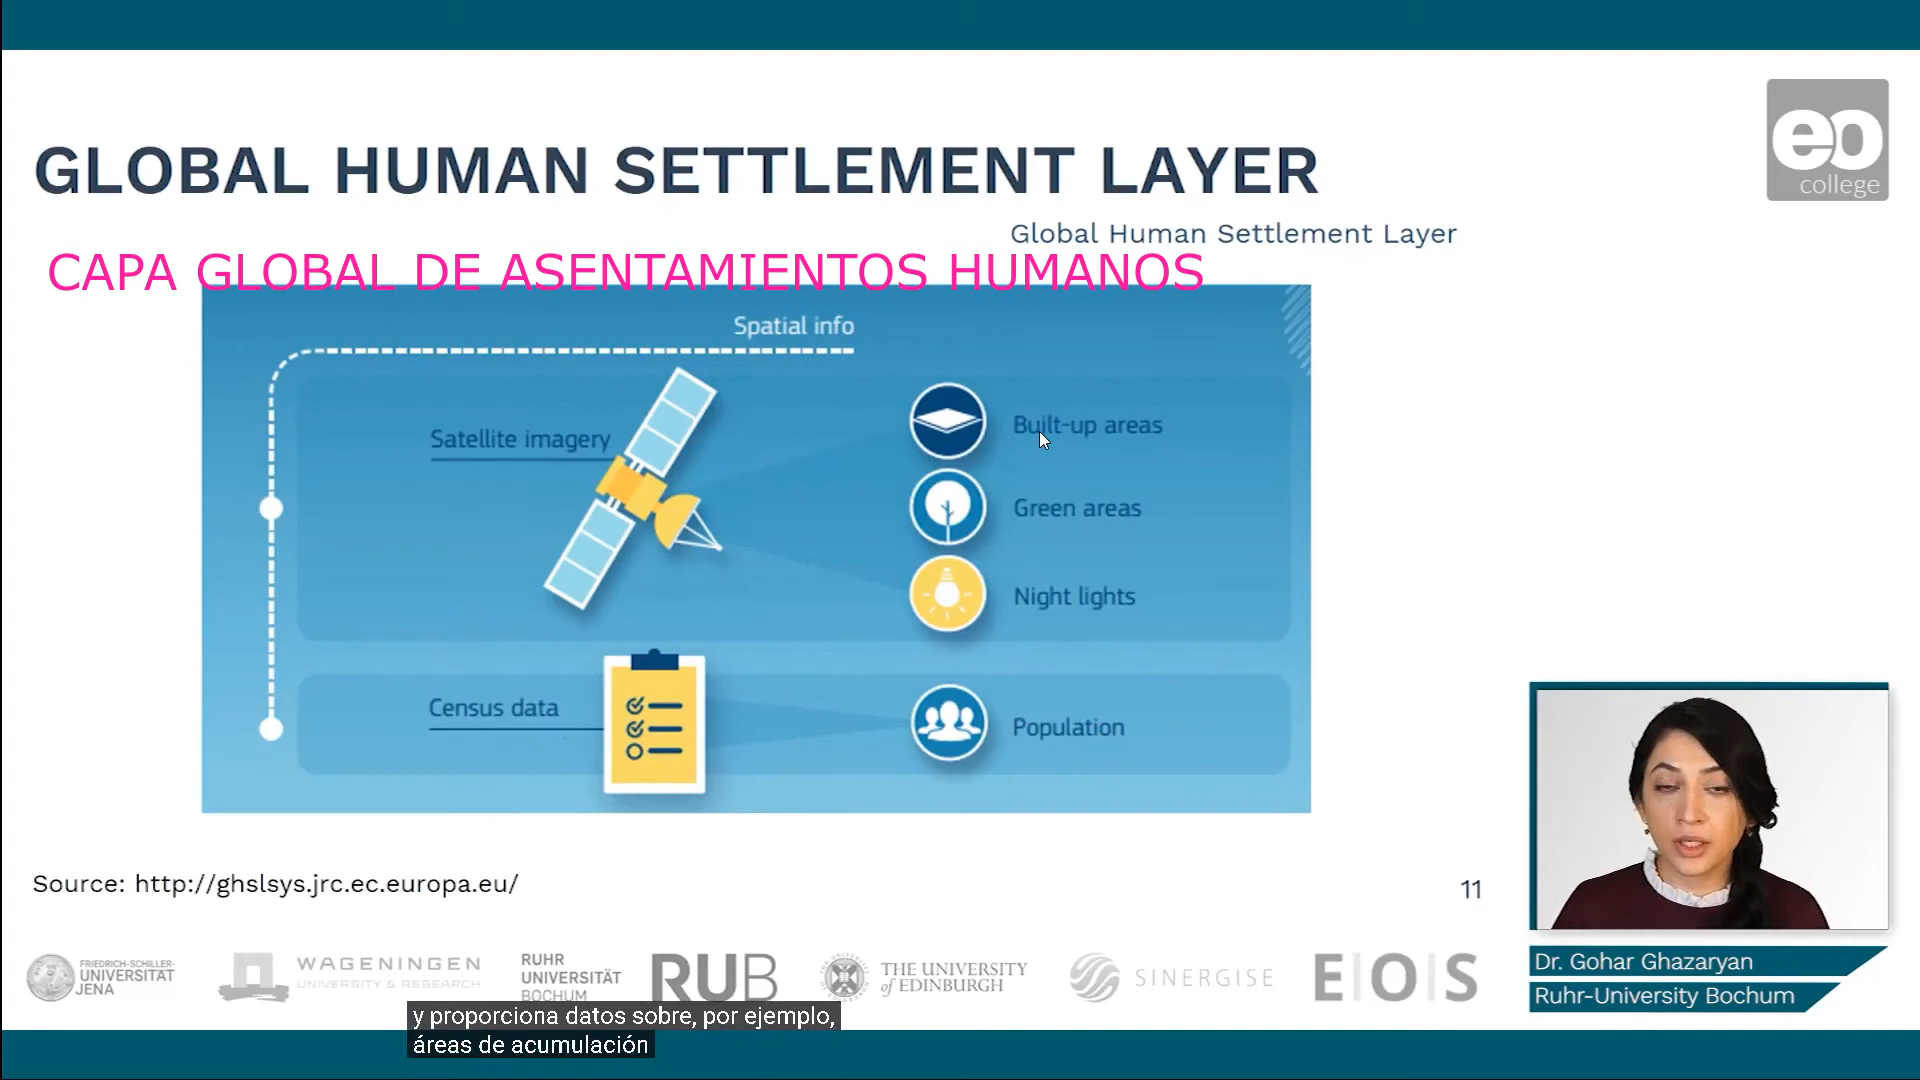 eo
college
GLOBAL HUMAN SETTLEMENT LAYER
Global Human Settlement Layer
CAPA GLOBAL DE ASENTAMIENTOS HUMANOS
Spatial info
Satellite imagery
Built-up areas
Green areas
Night lights
Census data
Population
Source: http://ghslsys.jrc.ec.europa.eu/
11
Dr. Gohar Ghazaryan
Ruhr-University Bochum
FRIEDRICH-SCHILLER-
UNIVERSITÄT
JENA
WAGENINGEN
UNIVERSITY & RESEARCH
RUHR
UNIVERSITÄT
BOCHUM
RUB
THE UNIVERSITY
of EDINBURGH
SINERGISE
E|O|S
y proporciona datos sobre, por ejemplo,
áreas de acumulación